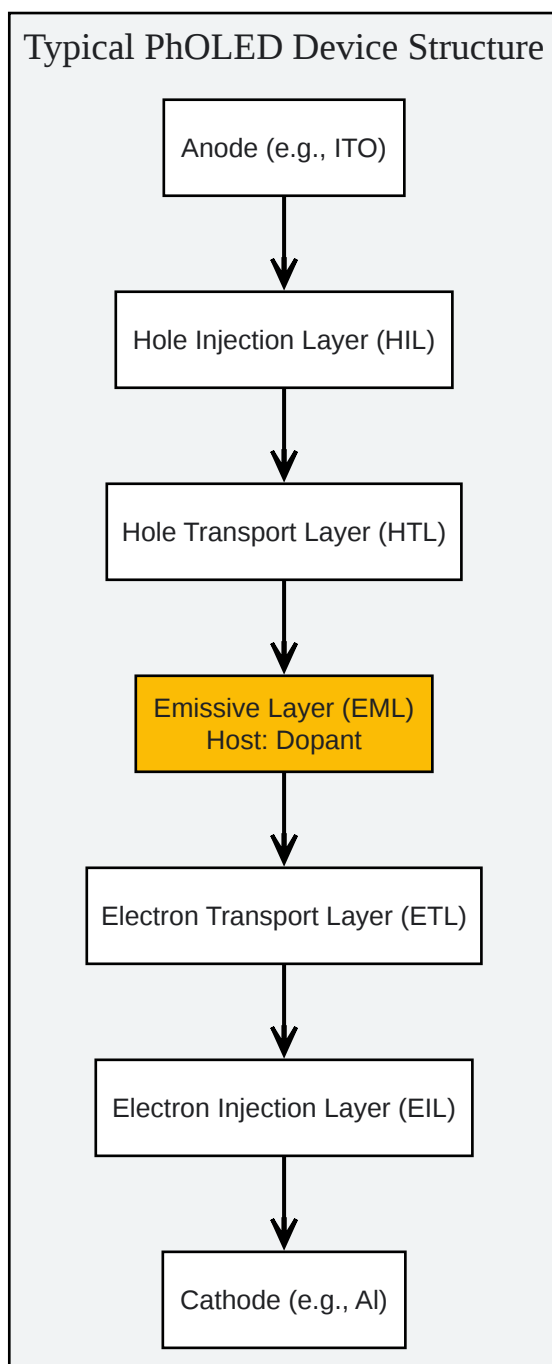 Typical PhOLED Device Structure
Anode (e.g., ITO)
Hole Injection Layer (HIL)
Hole Transport Layer (HTL)
Emissive Layer (EML)
Host: Dopant
Electron Transport Layer (ETL)
Electron Injection Layer (EIL)
Cathode (e.g., Al)